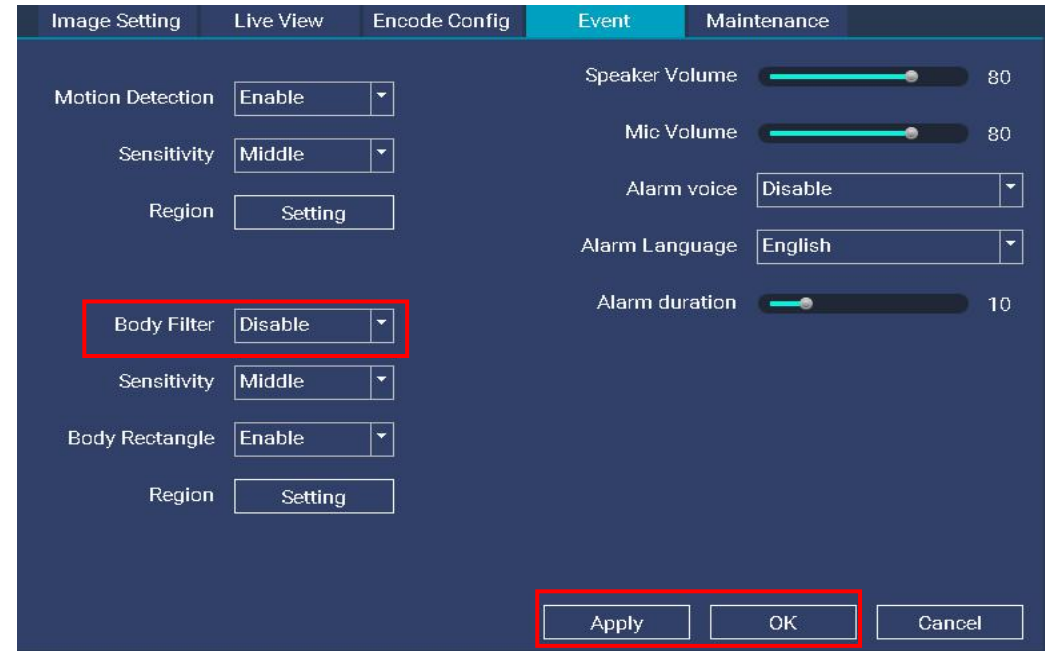 Image Setting Live View Encode Config Event Maintenance
Motion Detection Enable
Sensitivity Middle
Region Setting
Body Filter Disable
Sensitivity Middle
Body Rectangle Enable
Region Setting
Speaker Volume 80
Mic Volume 80
Alarm voice Disable
Alarm Language English
Alarm duration 10
Apply OK Cancel